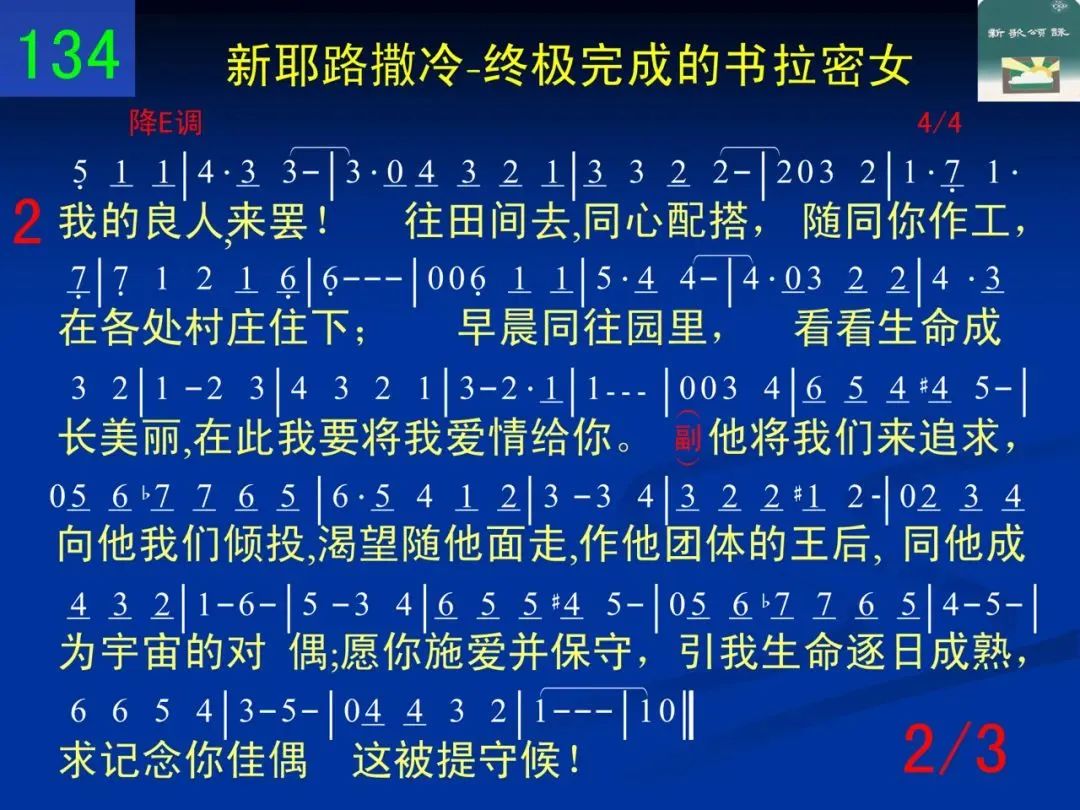 134
新耶路撒冷-终极完成的书拉密女
新歌頌詠
降E调 4/4
5̣ 1 1|4·3 3-|3·0 4 3 2 1|3 3 2 2-|203 2|1·7̣ 1·
2 我的良人,来罢! 往田间去,同心配搭, 随同你作工,
7̣|7̣ 1 2 1 6̣|6̣---|006̣ 1 1|5·4 4-|4·03 2 2|4 ·3
在各处村庄住下; 早晨同往园里, 看看生命成
3 2|1 -2 3|4 3 2 1|3-2·1|1--- |003 4|6 5 4 #4 5-|
长美丽,在此我要将我爱情给你。 (副) 他将我们来追求,
05 6 ♭7 7 6 5 |6·5 4 1 2|3 -3 4|3 2 2 #1 2-|02 3 4
向他我们倾投,渴望随他面走,作他团体的王后, 同他成
4 3 2|1-6-|5 -3 4|6 5 5 #4 5-|05 6 ♭7 7 6 5|4-5-|
为宇宙的对 偶;愿你施爱并保守, 引我生命逐日成熟,
6 6 5 4|3-5-|04 4 3 2|1---|10‖
求记念你佳偶 这被提守候!
2/3